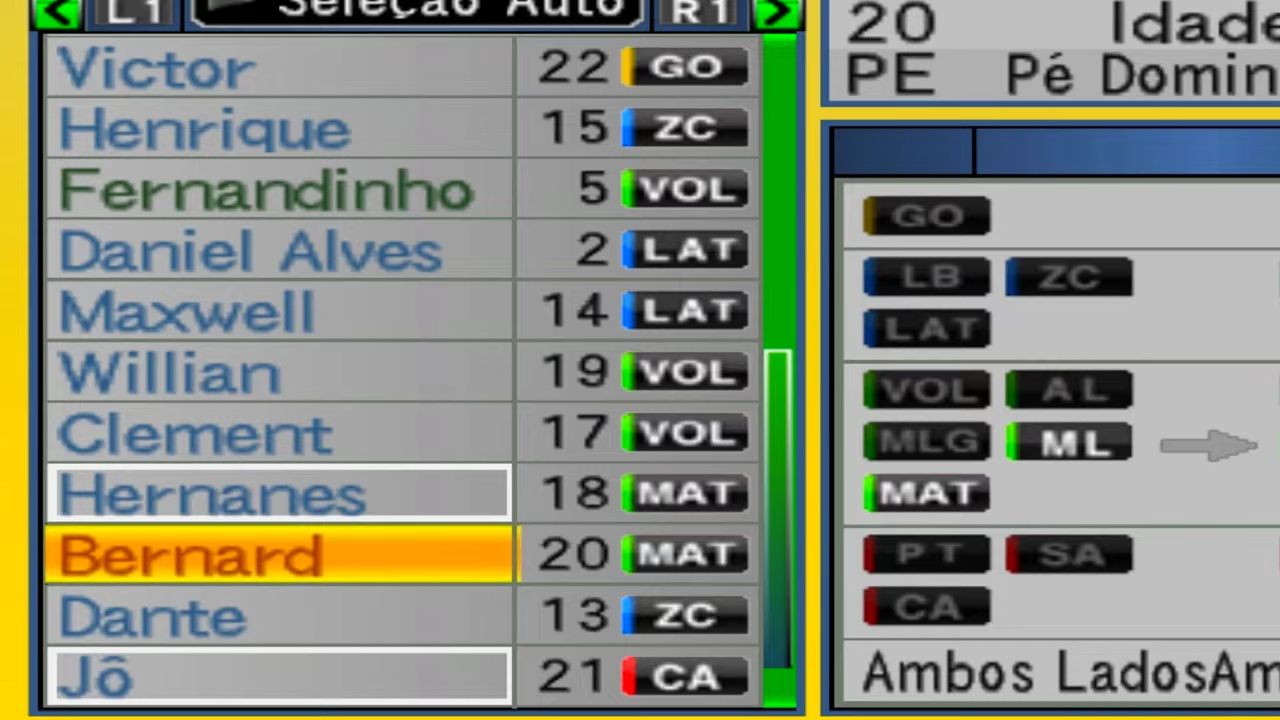 L1 Seleção Auto R1
Victor 22 GO
Henrique 15 ZC
Fernandinho 5 VOL
Daniel Alves 2 LAT
Maxwell 14 LAT
Willian 19 VOL
Clement 17 VOL
Hernanes 18 MAT
Bernard 20 MAT
Dante 13 ZC
Jô 21 CA
20 Idade
PE Pé Domin
GO
LB ZC
LAT
VOL AL
MLG ML
MAT
PT SA
CA
Ambos LadosAm